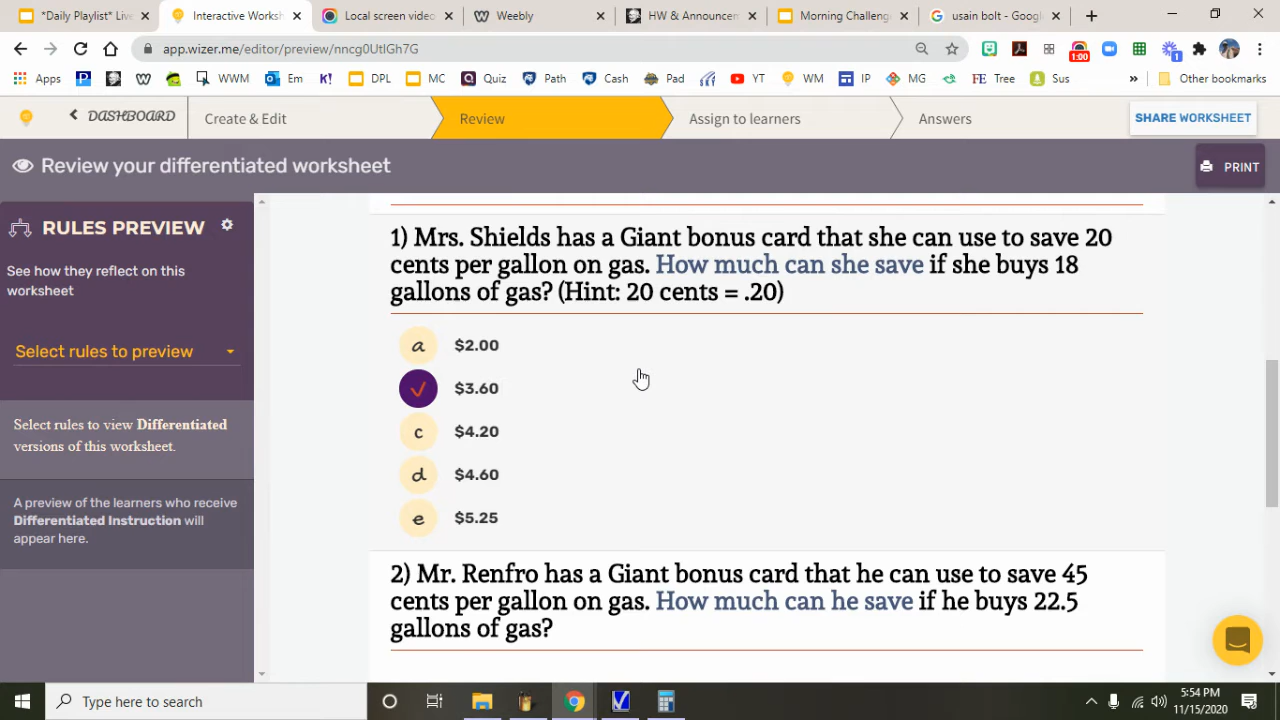 *Daily Playlist* Live
Interactive Worksh
Local screen video
Weebly
HW & Announcem
Morning Challeng
usain bolt - Googl
app.wizer.me/editor/preview/nncg0UtlGh7G
1:00
1
Apps
WWM
Em
K!
DPL
MC
Quiz
Path
Cash
Pad
YT
WM
IP
MG
FE Tree
Sus
»
Other bookmarks
DASHBOARD
Create & Edit
Review
Assign to learners
Answers
SHARE WORKSHEET
Review your differentiated worksheet
PRINT
RULES PREVIEW
See how they reflect on this
worksheet
Select rules to preview
Select rules to view Differentiated
versions of this worksheet.
A preview of the learners who receive
Differentiated Instruction will
appear here.
1) Mrs. Shields has a Giant bonus card that she can use to save 20
cents per gallon on gas. How much can she save if she buys 18
gallons of gas? (Hint: 20 cents = .20)
a $2.00
$3.60
c $4.20
d $4.60
e $5.25
2) Mr. Renfro has a Giant bonus card that he can use to save 45
cents per gallon on gas. How much can he save if he buys 22.5
gallons of gas?
Type here to search
5:54 PM
11/15/2020